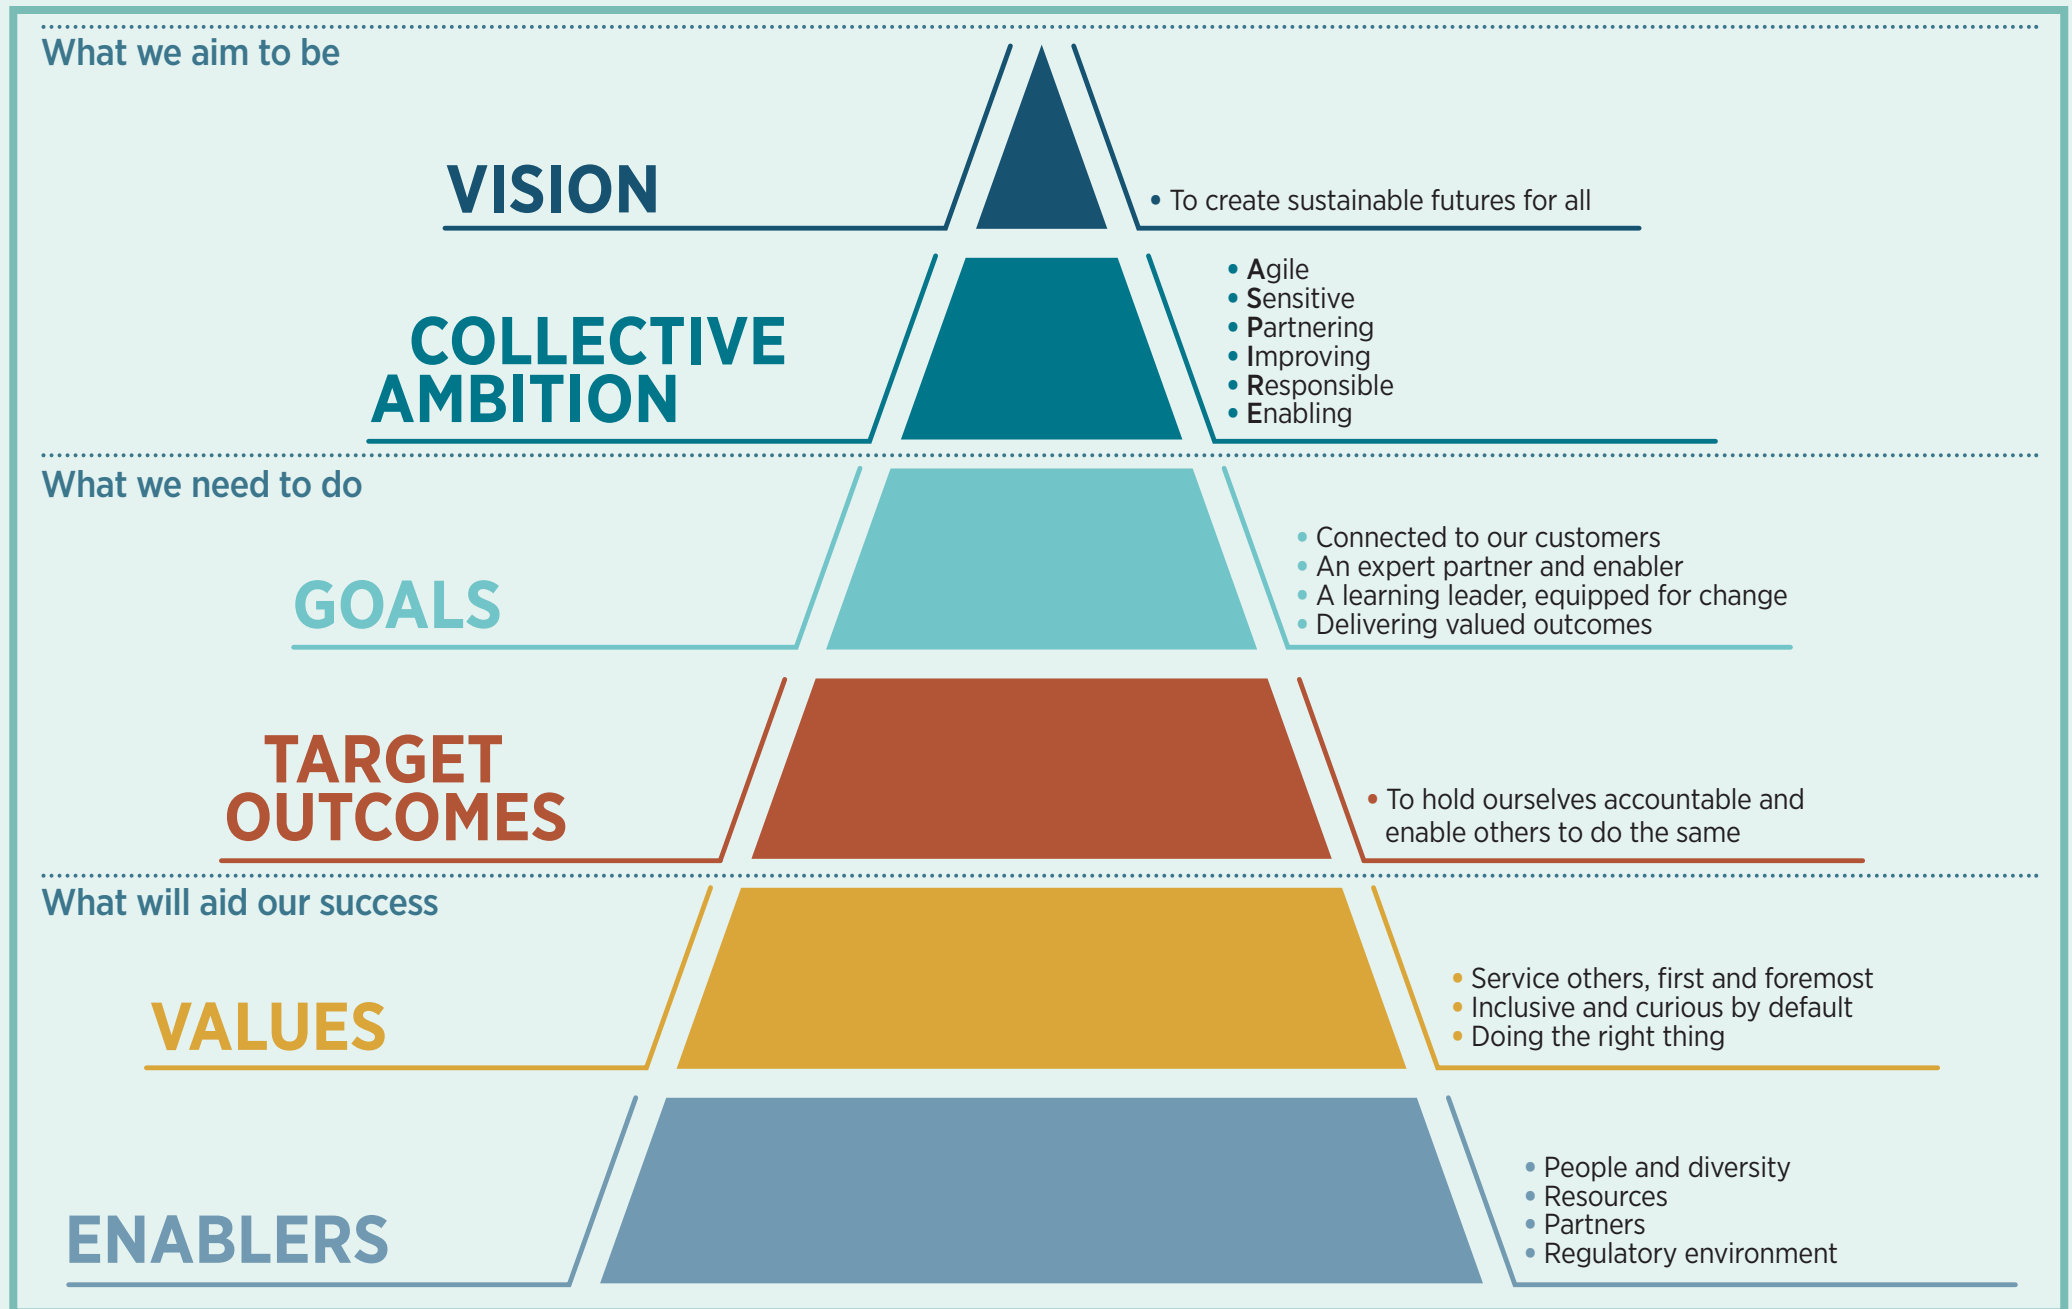 What we aim to be
VISION
• To create sustainable futures for all
COLLECTIVE
AMBITION
• Agile
• Sensitive
• Partnering
• Improving
• Responsible
• Enabling
What we need to do
GOALS
• Connected to our customers
• An expert partner and enabler
• A learning leader, equipped for change
• Delivering valued outcomes
TARGET
OUTCOMES
• To hold ourselves accountable and
enable others to do the same
What will aid our success
VALUES
• Service others, first and foremost
• Inclusive and curious by default
• Doing the right thing
ENABLERS
• People and diversity
• Resources
• Partners
• Regulatory environment